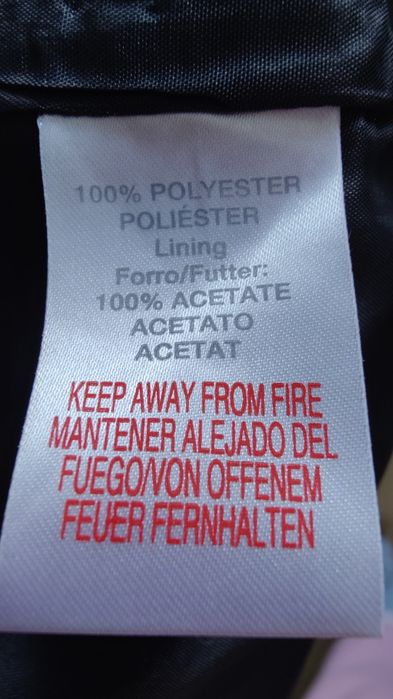 100% POLYESTER
POLIÉSTER
Lining
Forro/Futter:
100% ACETATE
ACETATO
ACETAT
KEEP AWAY FROM FIRE
MANTENER ALEJADO DEL
FUEGO/VON OFFENEM
FEUER FERNHALTEN